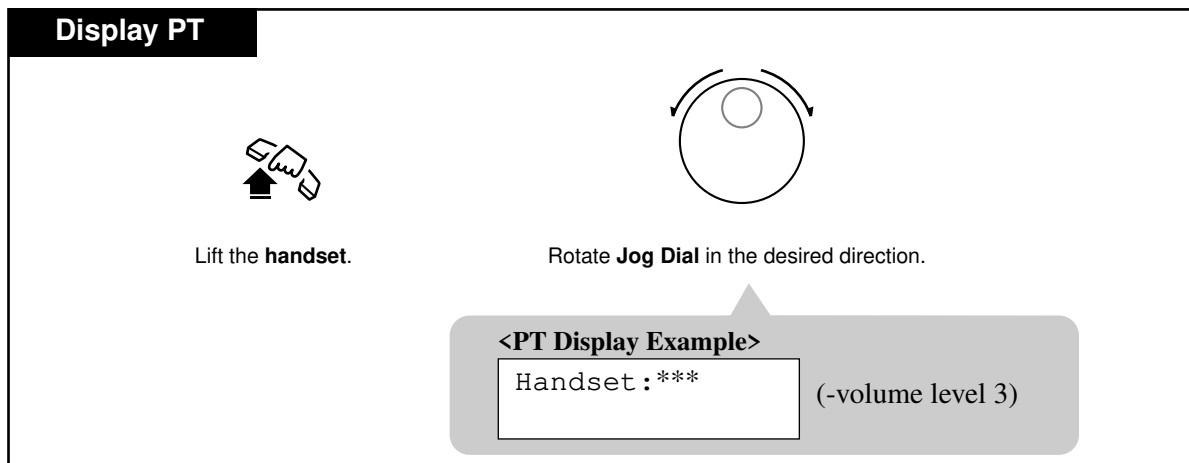 Display PT
Lift the handset.
Rotate Jog Dial in the desired direction.
<PT Display Example>
Handset:***
(-volume level 3)